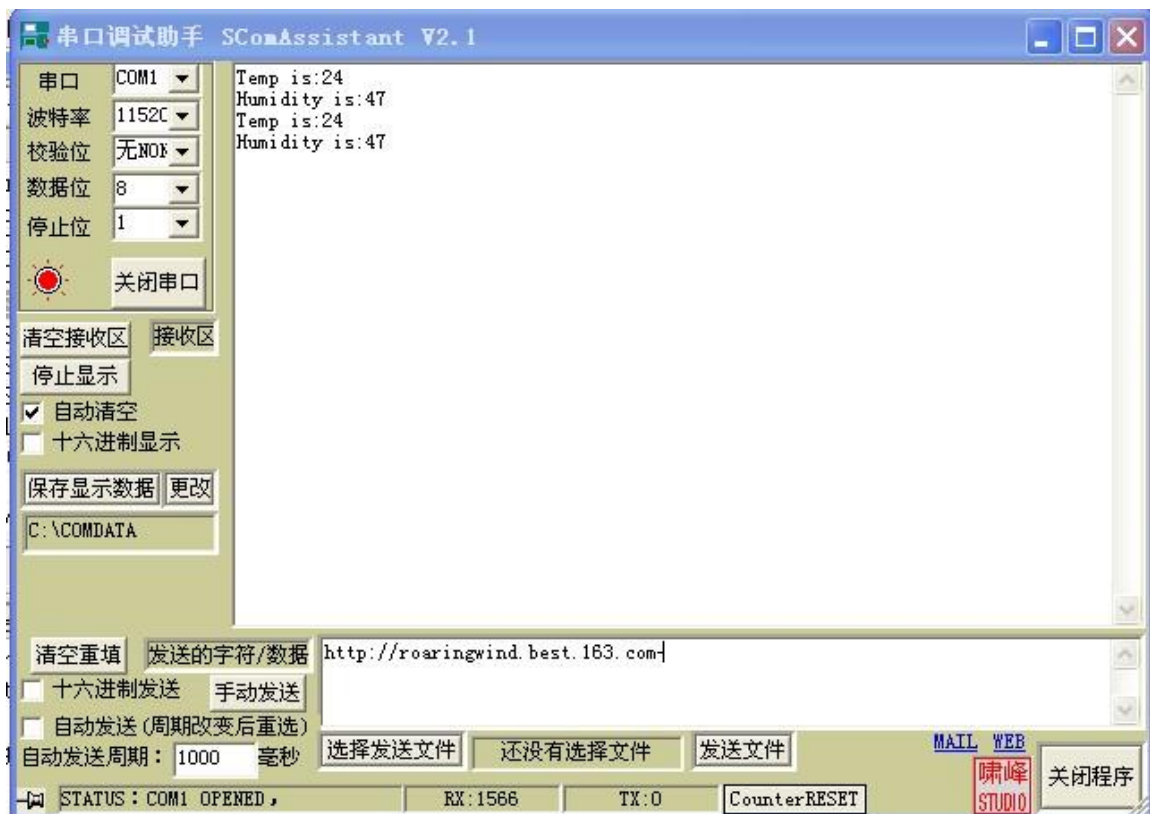 串口调试助手 SComAssistant V2.1
串口 COM1
波特率 11520
校验位 无NON
数据位 8
停止位 1
关闭串口
清空接收区 接收区
停止显示
自动清空
十六进制显示
保存显示数据 更改
C:\COMDATA
Temp is:24
Humidity is:47
Temp is:24
Humidity is:47
清空重填 发送的字符/数据
http://roaringwind.best.163.com
十六进制发送 手动发送
自动发送(周期改变后重选)
自动发送周期: 1000 毫秒
选择发送文件 还没有选择文件 发送文件
MAIL WEB
啸峰
STUDIO
关闭程序
STATUS:COM1 OPENED, RX:1566 TX:0 CounterRESET